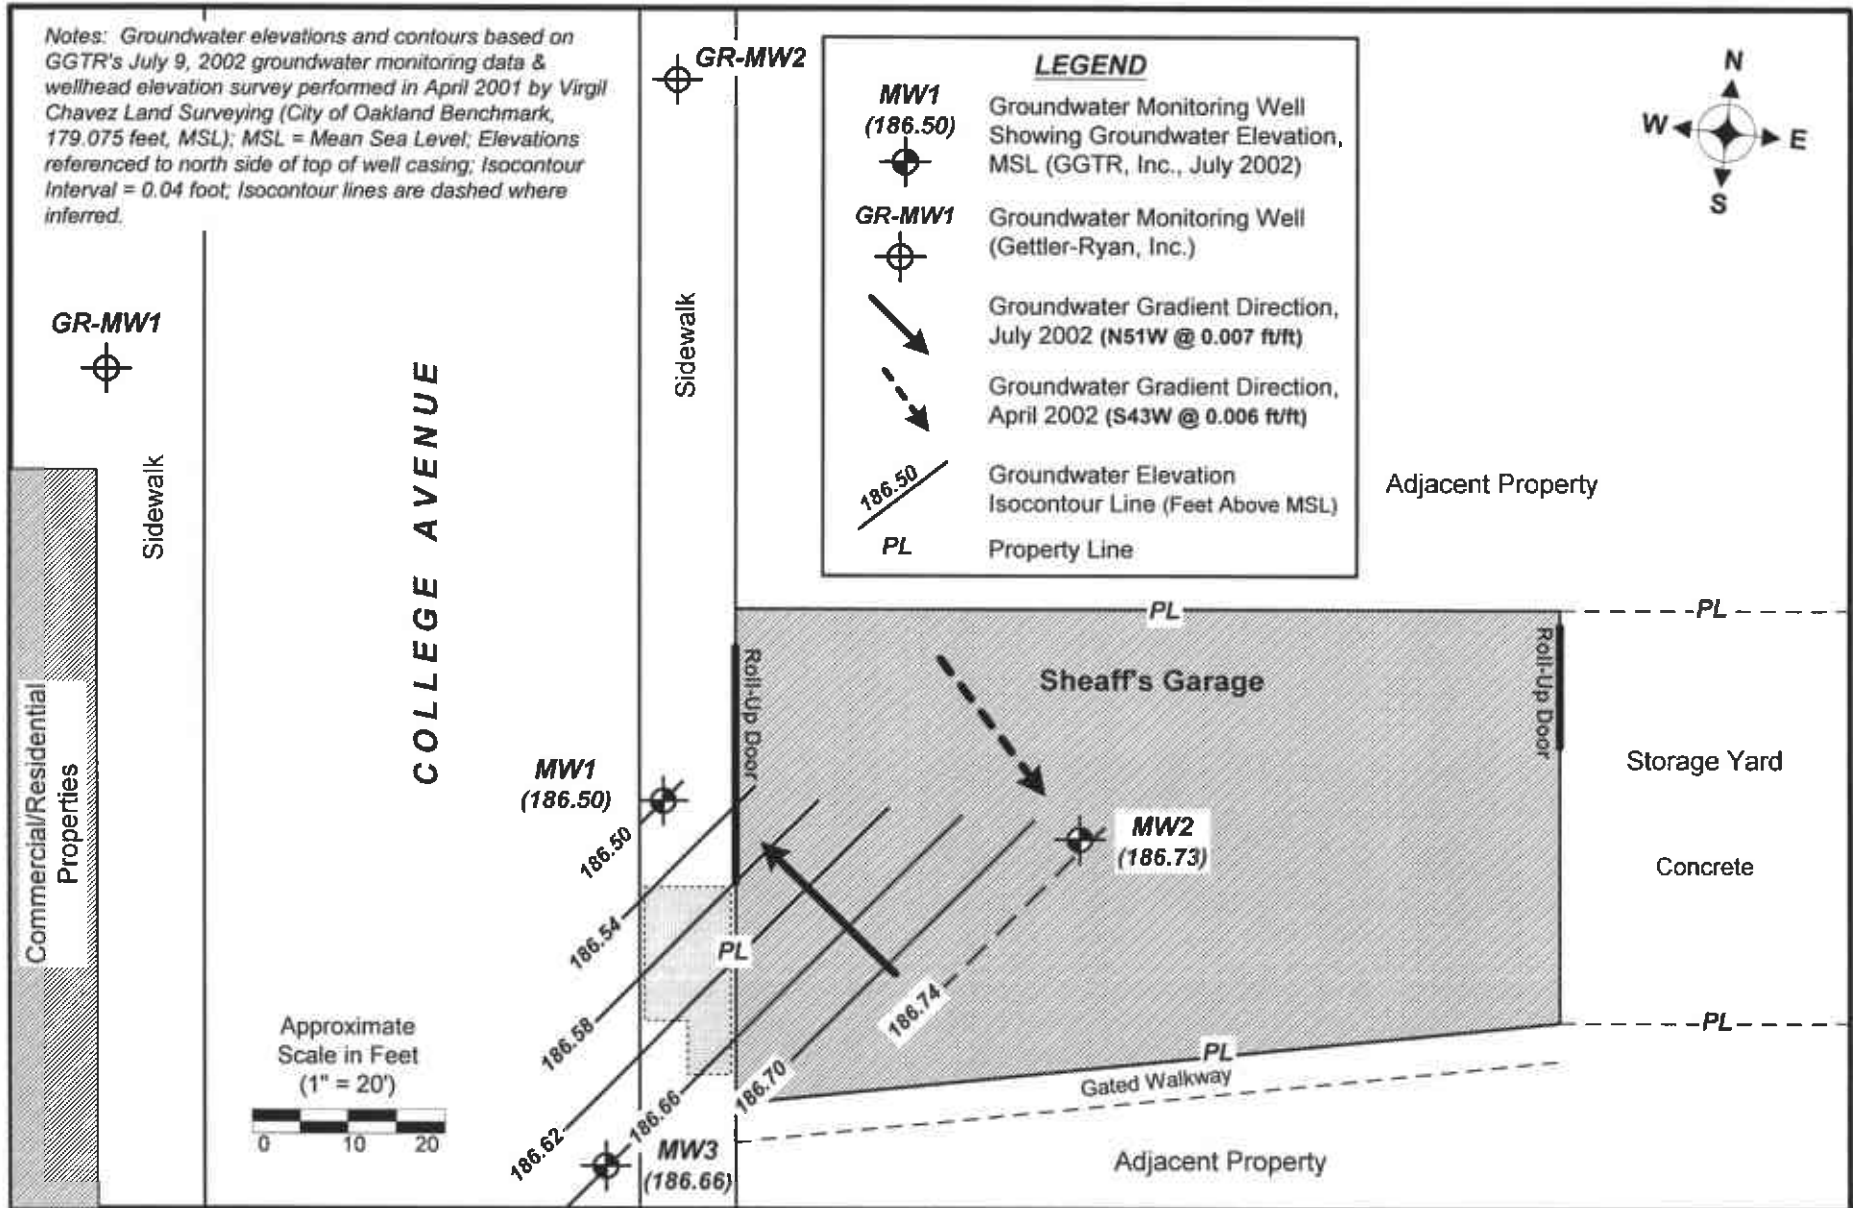 Notes: Groundwater elevations and contours based on
GGTR's July 9, 2002 groundwater monitoring data &
wellhead elevation survey performed in April 2001 by Virgil
Chavez Land Surveying (City of Oakland Benchmark,
179.075 feet, MSL); MSL = Mean Sea Level; Elevations
referenced to north side of top of well casing; Isocontour
Interval = 0.04 foot; Isocontour lines are dashed where
inferred.
GR-MW2
LEGEND
MW1
(186.50)
Groundwater Monitoring Well
Showing Groundwater Elevation,
MSL (GGTR, Inc., July 2002)
GR-MW1
Groundwater Monitoring Well
(Gettler-Ryan, Inc.)
Groundwater Gradient Direction,
July 2002 (N51W @ 0.007 ft/ft)
Groundwater Gradient Direction,
April 2002 (S43W @ 0.006 ft/ft)
186.50
Groundwater Elevation
Isocontour Line (Feet Above MSL)
PL
Property Line
N
W
E
S
GR-MW1
Sidewalk
COLLEGE AVENUE
Sidewalk
Adjacent Property
Commercial/Residential
Properties
PL
PL
Roll-Up Door
Sheaff's Garage
Roll-Up Door
Storage Yard
Concrete
MW1
(186.50)
MW2
(186.73)
186.50
186.54
186.58
186.62
186.66
186.70
186.74
PL
PL
PL
Gated Walkway
Adjacent Property
MW3
(186.66)
Approximate
Scale in Feet
(1" = 20')
0
10
20